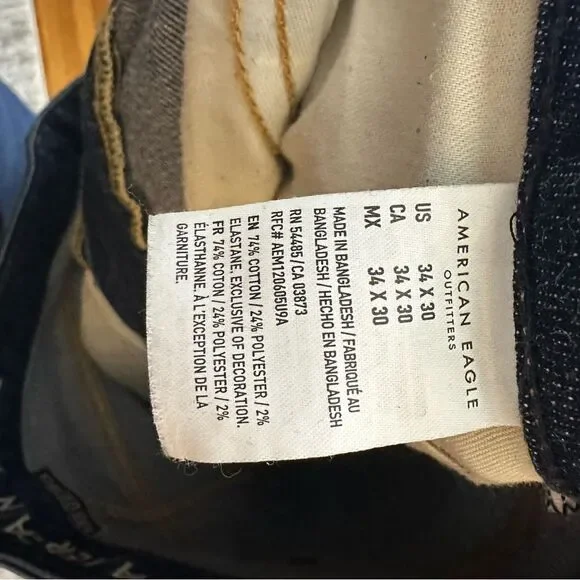 AMERICAN EAGLE
OUTFITTERS
US 34 X 30
CA 34 X 30
MX 34 X 30
MADE IN BANGLADESH / FABRIQUÉ AU
BANGLADESH / HECHO EN BANGLADESH
RN 54485 / CA 03873
RFC# AEM120605U9A
EN 74% COTTON / 24% POLYESTER / 2%
ELASTANE. EXCLUSIVE OF DECORATION.
FR 74% COTON / 24% POLYESTER / 2%
ÉLASTHANNE. À L'EXCEPTION DE LA
GARNITURE.